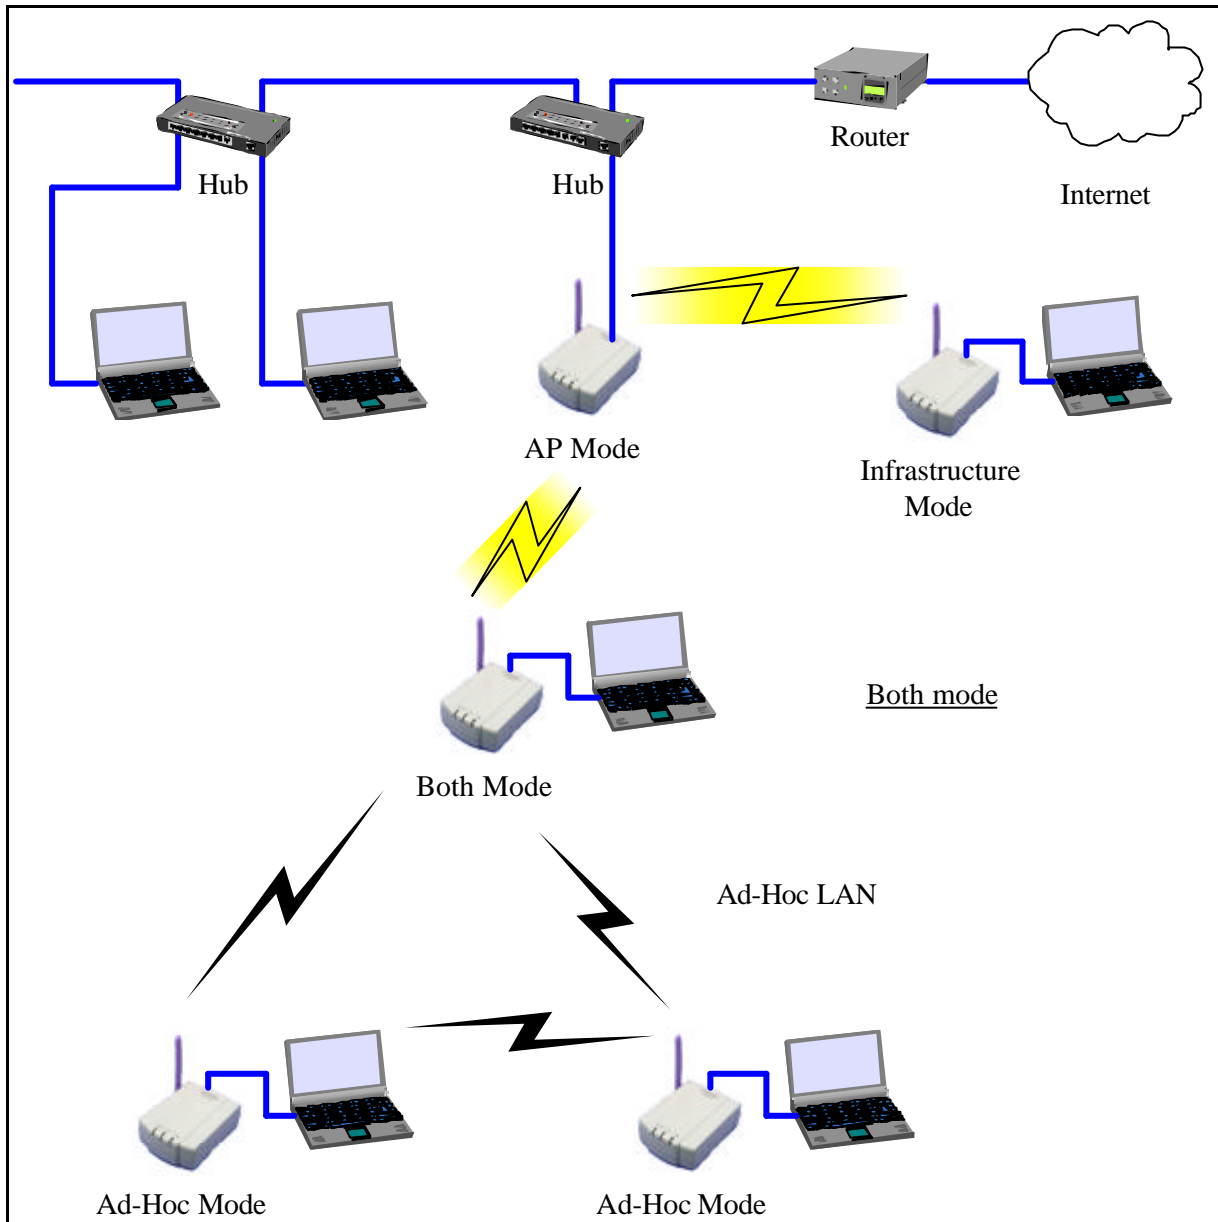 Router
Hub
Hub
Internet
AP Mode
Infrastructure
Mode
Both mode
Both Mode
Ad-Hoc LAN
Ad-Hoc Mode
Ad-Hoc Mode